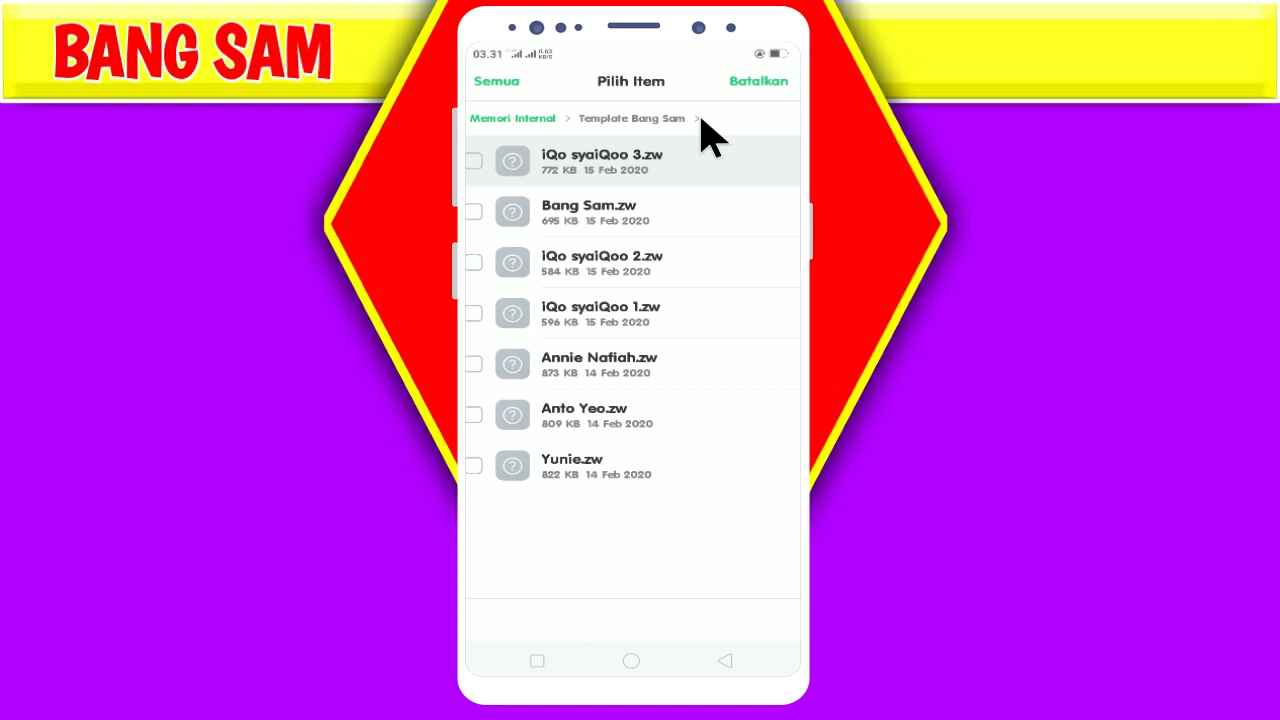 BANG SAM
03.31 0.63 KB/S
Semua Pilih Item Batalkan
Memori Internal > Template Bang Sam >
iQo syaiQoo 3.zw
772 KB 15 Feb 2020
Bang Sam.zw
695 KB 15 Feb 2020
iQo syaiQoo 2.zw
584 KB 15 Feb 2020
iQo syaiQoo 1.zw
596 KB 15 Feb 2020
Annie Nafiah.zw
873 KB 14 Feb 2020
Anto Yeo.zw
809 KB 14 Feb 2020
Yunie.zw
822 KB 14 Feb 2020